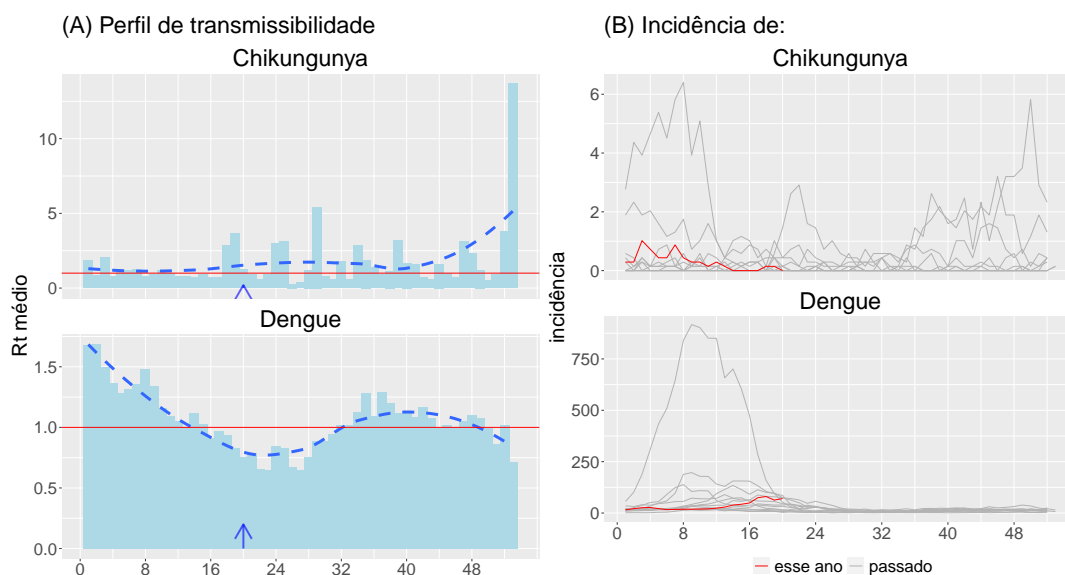 (A) Perfil de transmissibilidade
Chikungunya
10
5
0
Dengue
1.5
1.0
0.5
0.0
0 8 16 24 32 40 48
Rt médio
(B) Incidência de:
Chikungunya
6
4
2
0
Dengue
750
500
250
0
0 8 16 24 32 40 48
incidência
esse ano passado